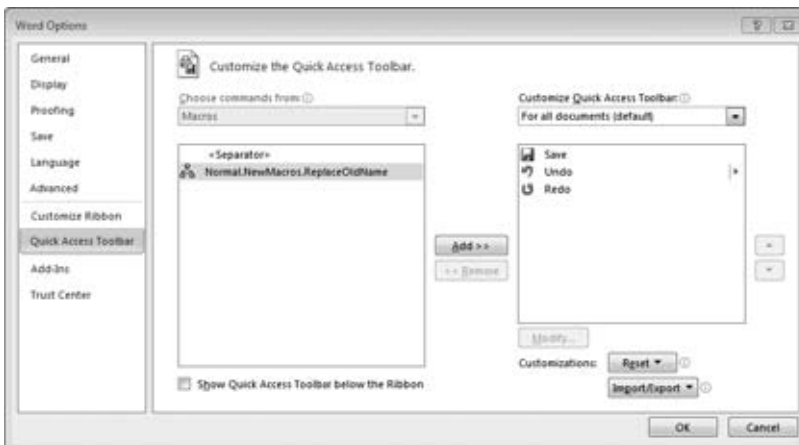 Word Options
General
Display
Proofing
Save
Language
Advanced
Customize Ribbon
Quick Access Toolbar
Add-Ins
Trust Center
Customize the Quick Access Toolbar.
Choose commands from:
Macros
<Separator>
Normal.NewMacros.ReplaceOldName
Show Quick Access Toolbar below the Ribbon
Add >>
<< Remove
Customize Quick Access Toolbar:
For all documents (default)
Save
Undo
Redo
Modify...
Customizations:
Reset
Import/Export
OK
Cancel